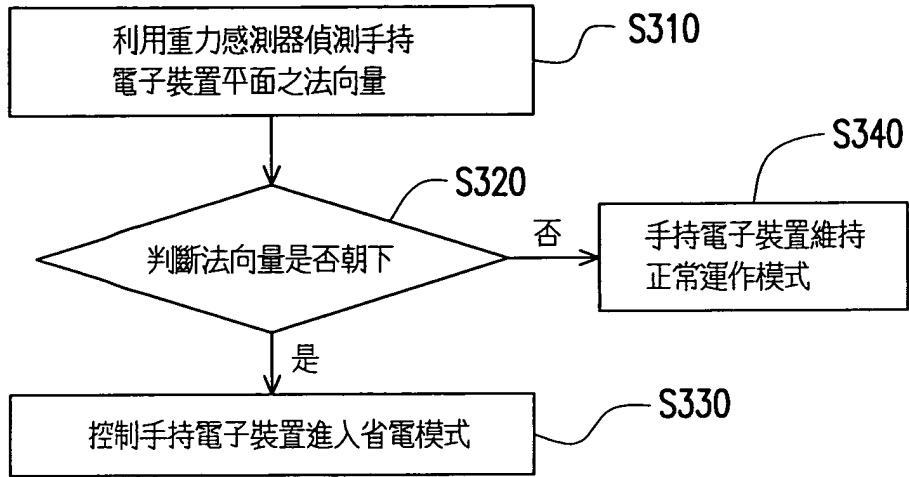 利用重力感測器偵測手持
電子裝置平面之法向量
S310
S340
S320
判斷法向量是否朝下
否
手持電子裝置維持
正常運作模式
是
控制手持電子裝置進入省電模式
S330